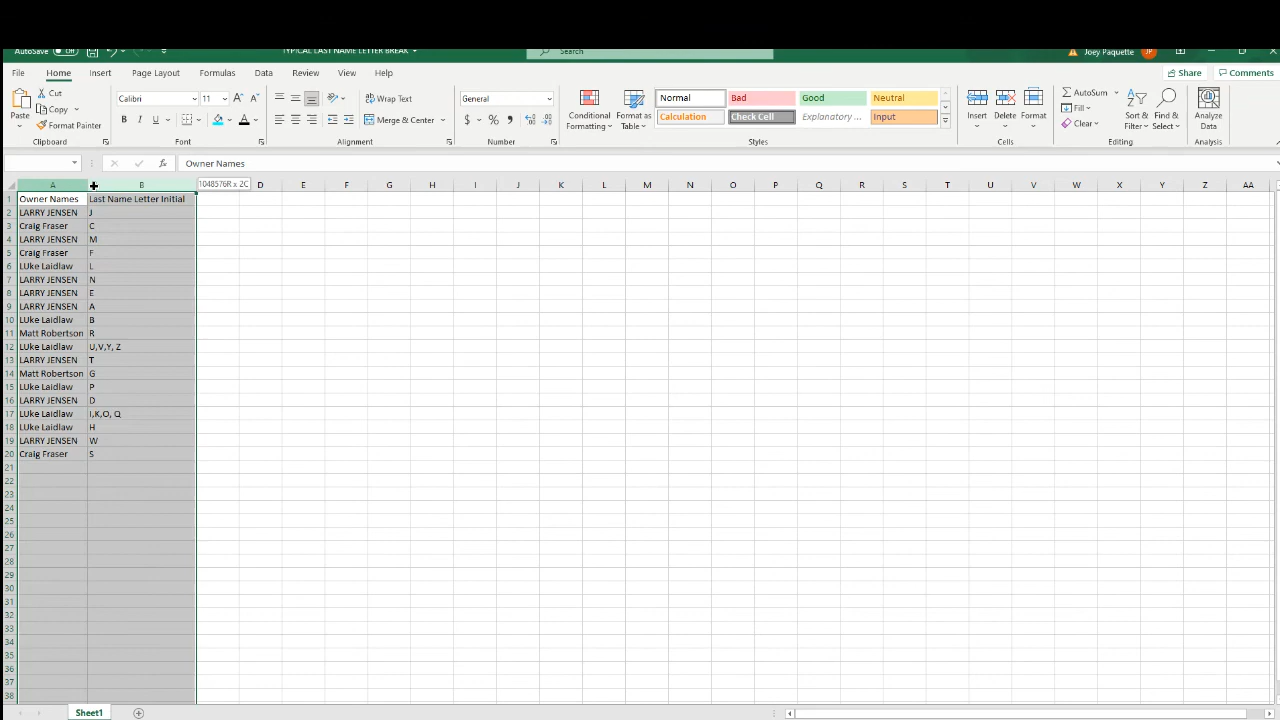 AutoSave Off TYPICAL LAST NAME LETTER BREAK Search Joey Paquette JP
File Home Insert Page Layout Formulas Data Review View Help Share Comments
Paste Cut Copy Format Painter
Calibri 11
B I U A
Wrap Text
Merge & Center
General
$ % ,
Conditional Formatting
Format as Table
Normal Bad Good Neutral
Calculation Check Cell Explanatory ... Input
Insert Delete Format
AutoSum
Fill
Clear
Sort & Filter
Find & Select
Analyze Data
Clipboard Font Alignment Number Styles Cells Editing Analysis
fx Owner Names
A B 1048576R x 2C D E F G H I J K L M N O P Q R S T U V W X Y Z AA
1 Owner Names Last Name Letter Initial
2 LARRY JENSEN J
3 Craig Fraser C
4 LARRY JENSEN M
5 Craig Fraser F
6 LUke Laidlaw L
7 LARRY JENSEN N
8 LARRY JENSEN E
9 LARRY JENSEN A
10 LUke Laidlaw B
11 Matt Robertson R
12 LUke Laidlaw U,V,Y, Z
13 LARRY JENSEN T
14 Matt Robertson G
15 LUke Laidlaw P
16 LARRY JENSEN D
17 LUke Laidlaw I,K,O, Q
18 LUke Laidlaw H
19 LARRY JENSEN W
20 Craig Fraser S
21
22
23
24
25
26
27
28
29
30
31
32
33
34
35
36
37
38
Sheet1